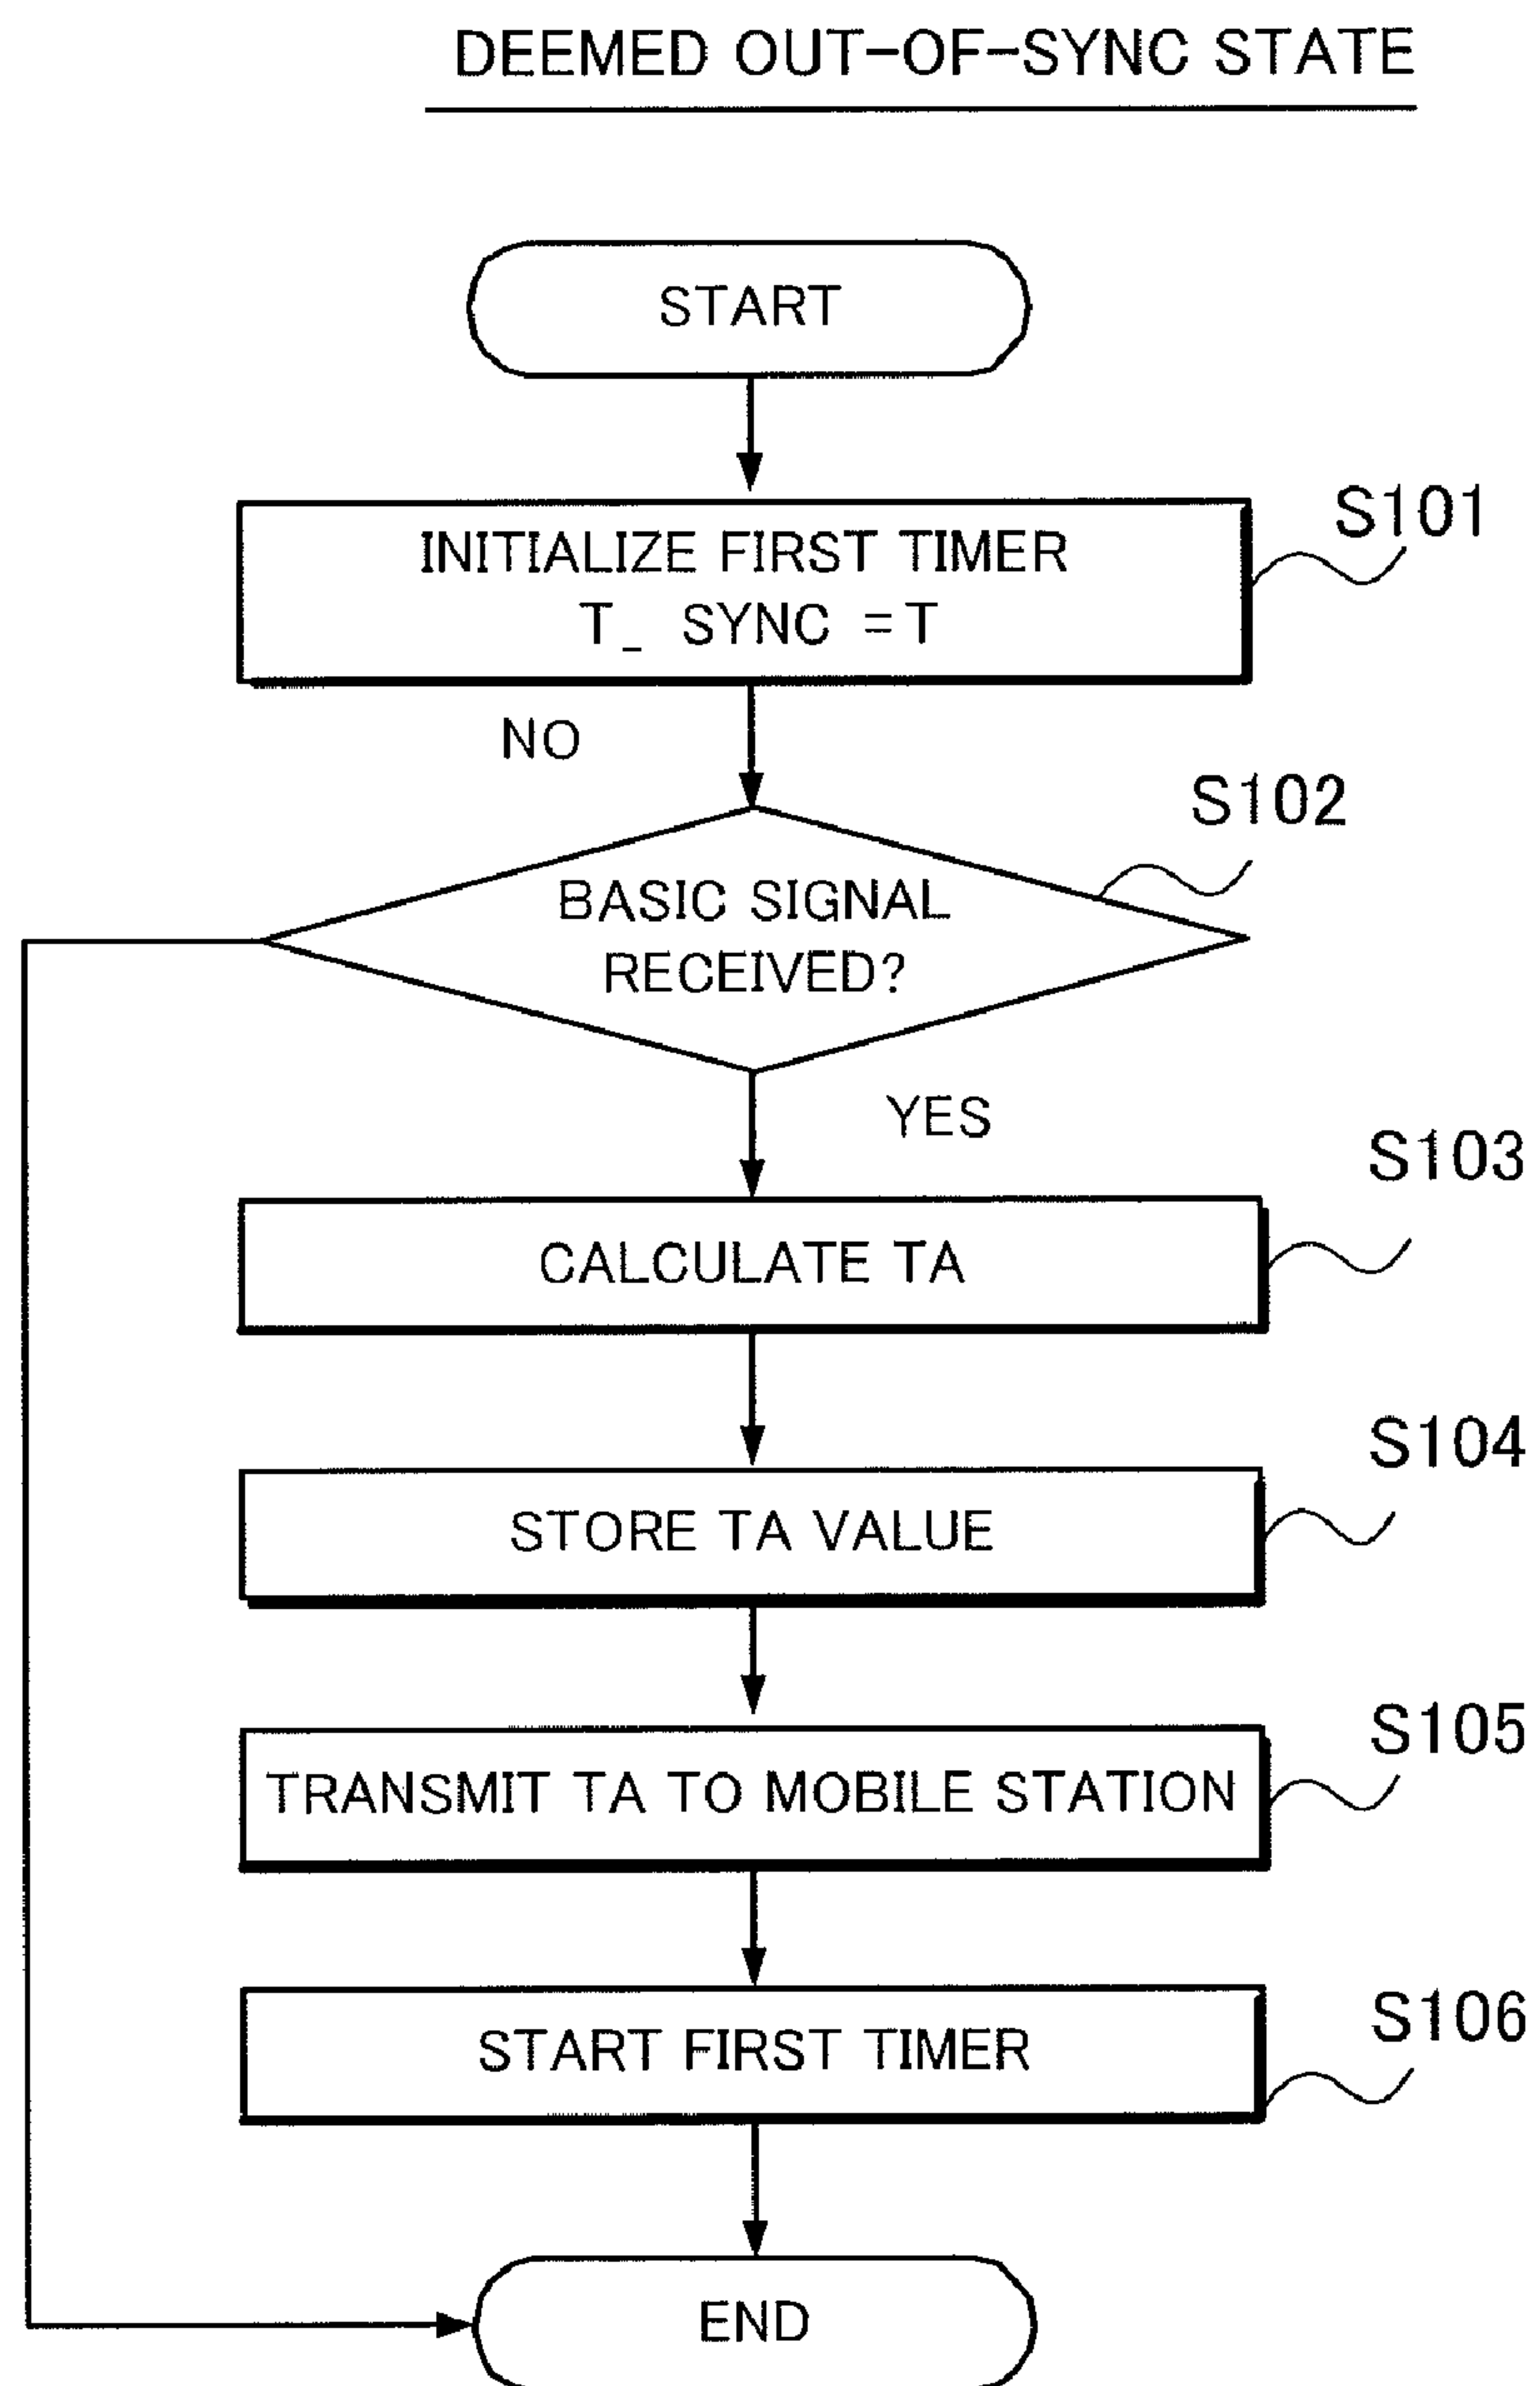 DEEMED OUT-OF-SYNC STATE
START
S101
INITIALIZE FIRST TIMER
T_ SYNC =T
NO
S102
BASIC SIGNAL
RECEIVED?
YES
S103
CALCULATE TA
S104
STORE TA VALUE
S105
TRANSMIT TA TO MOBILE STATION
S106
START FIRST TIMER
END